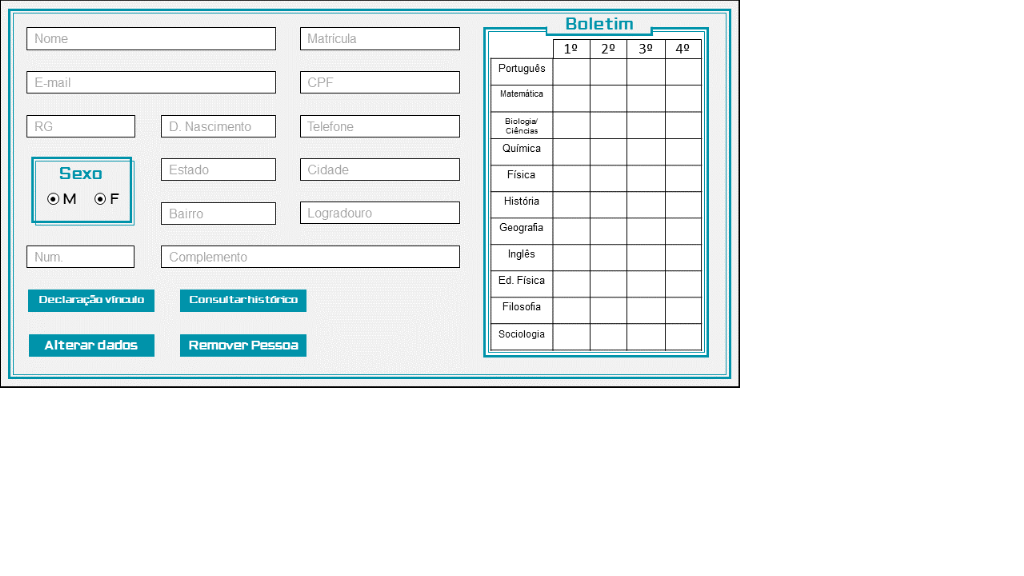 Nome
Matrícula
E-mail
CPF
RG
D. Nascimento
Telefone
Sexo
M
F
Estado
Cidade
Bairro
Logradouro
Num.
Complemento
Declaração vínculo
Consultar histórico
Alterar dados
Remover Pessoa
Boletim
1º 2º 3º 4º
Português
Matemática
Biologia/
Ciências
Química
Física
História
Geografia
Inglês
Ed. Física
Filosofia
Sociologia